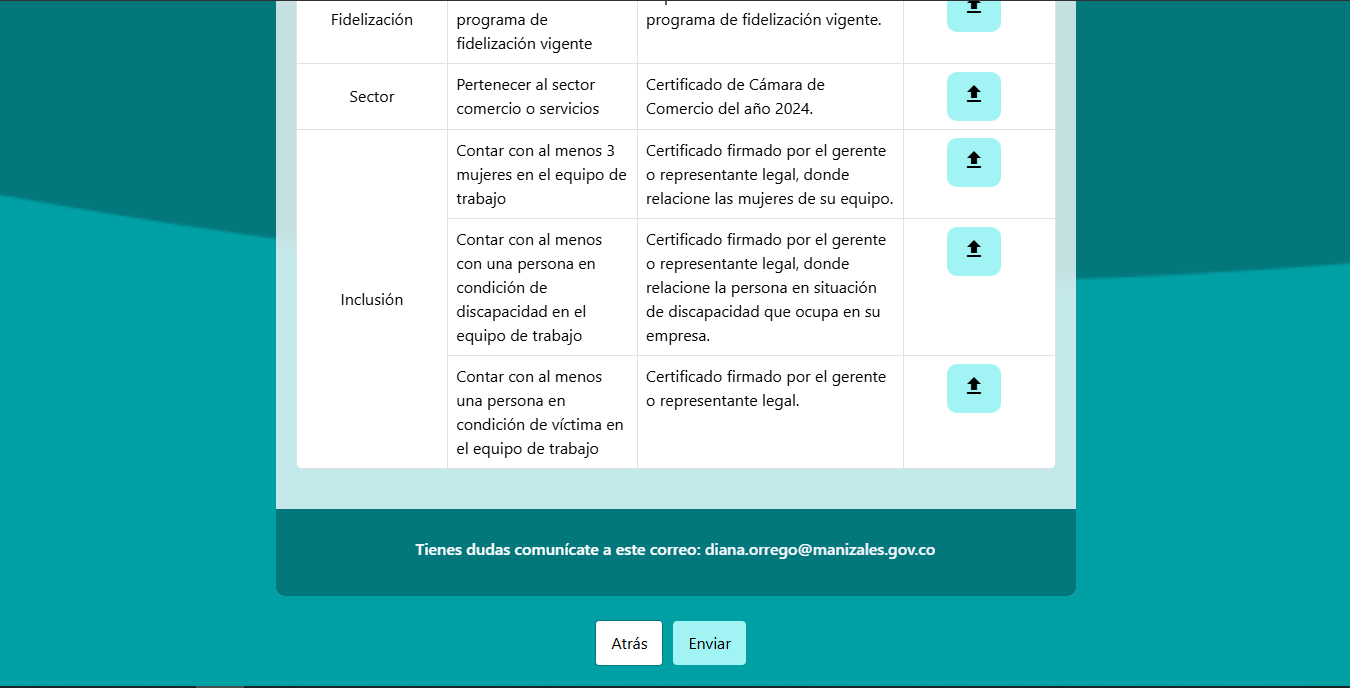 Fidelización
programa de
fidelización vigente
programa de fidelización vigente.
Sector
Pertenecer al sector
comercio o servicios
Certificado de Cámara de
Comercio del año 2024.
Inclusión
Contar con al menos 3
mujeres en el equipo de
trabajo
Certificado firmado por el gerente
o representante legal, donde
relacione las mujeres de su equipo.
Contar con al menos
con una persona en
condición de
discapacidad en el
equipo de trabajo
Certificado firmado por el gerente
o representante legal, donde
relacione la persona en situación
de discapacidad que ocupa en su
empresa.
Contar con al menos
una persona en
condición de víctima en
el equipo de trabajo
Certificado firmado por el gerente
o representante legal.
Tienes dudas comunícate a este correo: diana.orrego@manizales.gov.co
Atrás
Enviar